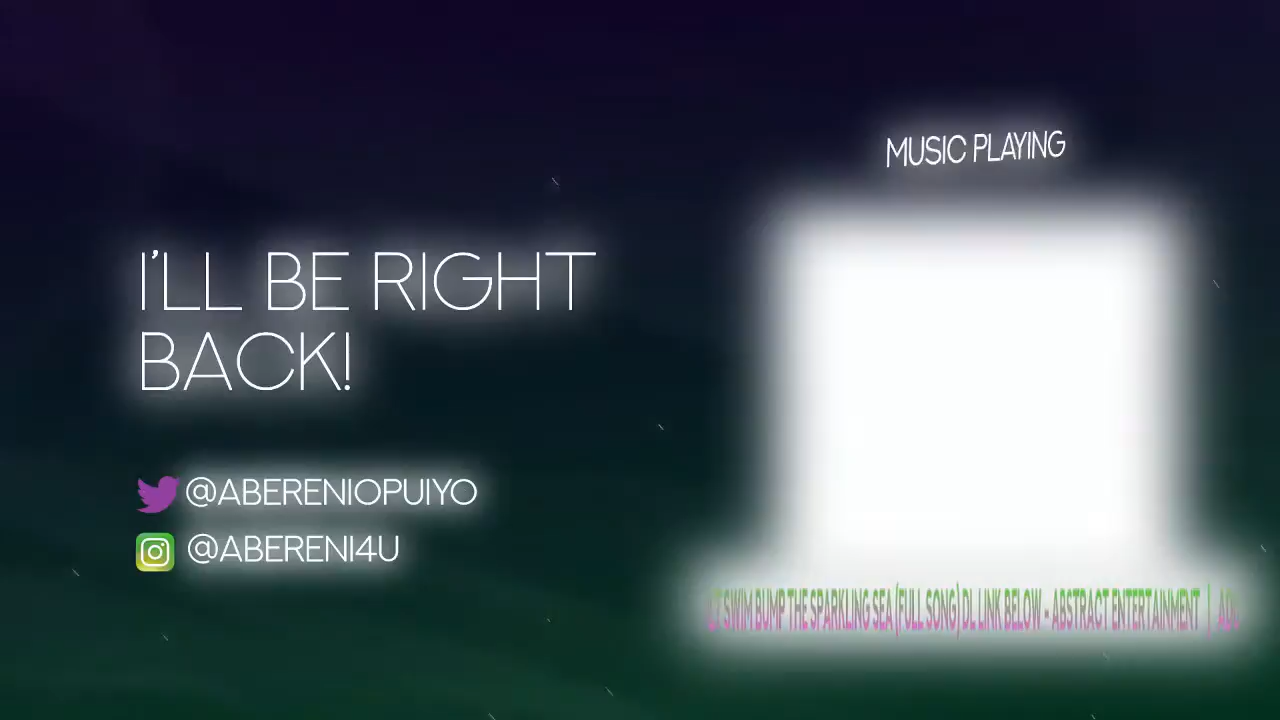 MUSIC PLAYING
I'LL BE RIGHT
BACK!
@ABERENIOPUIYO
@ABERENI4U
SWIM BUMP THE SPARKLING SEA (FULL SONG) DL LINK BELOW - ABSTRACT ENTERTAINMENT |